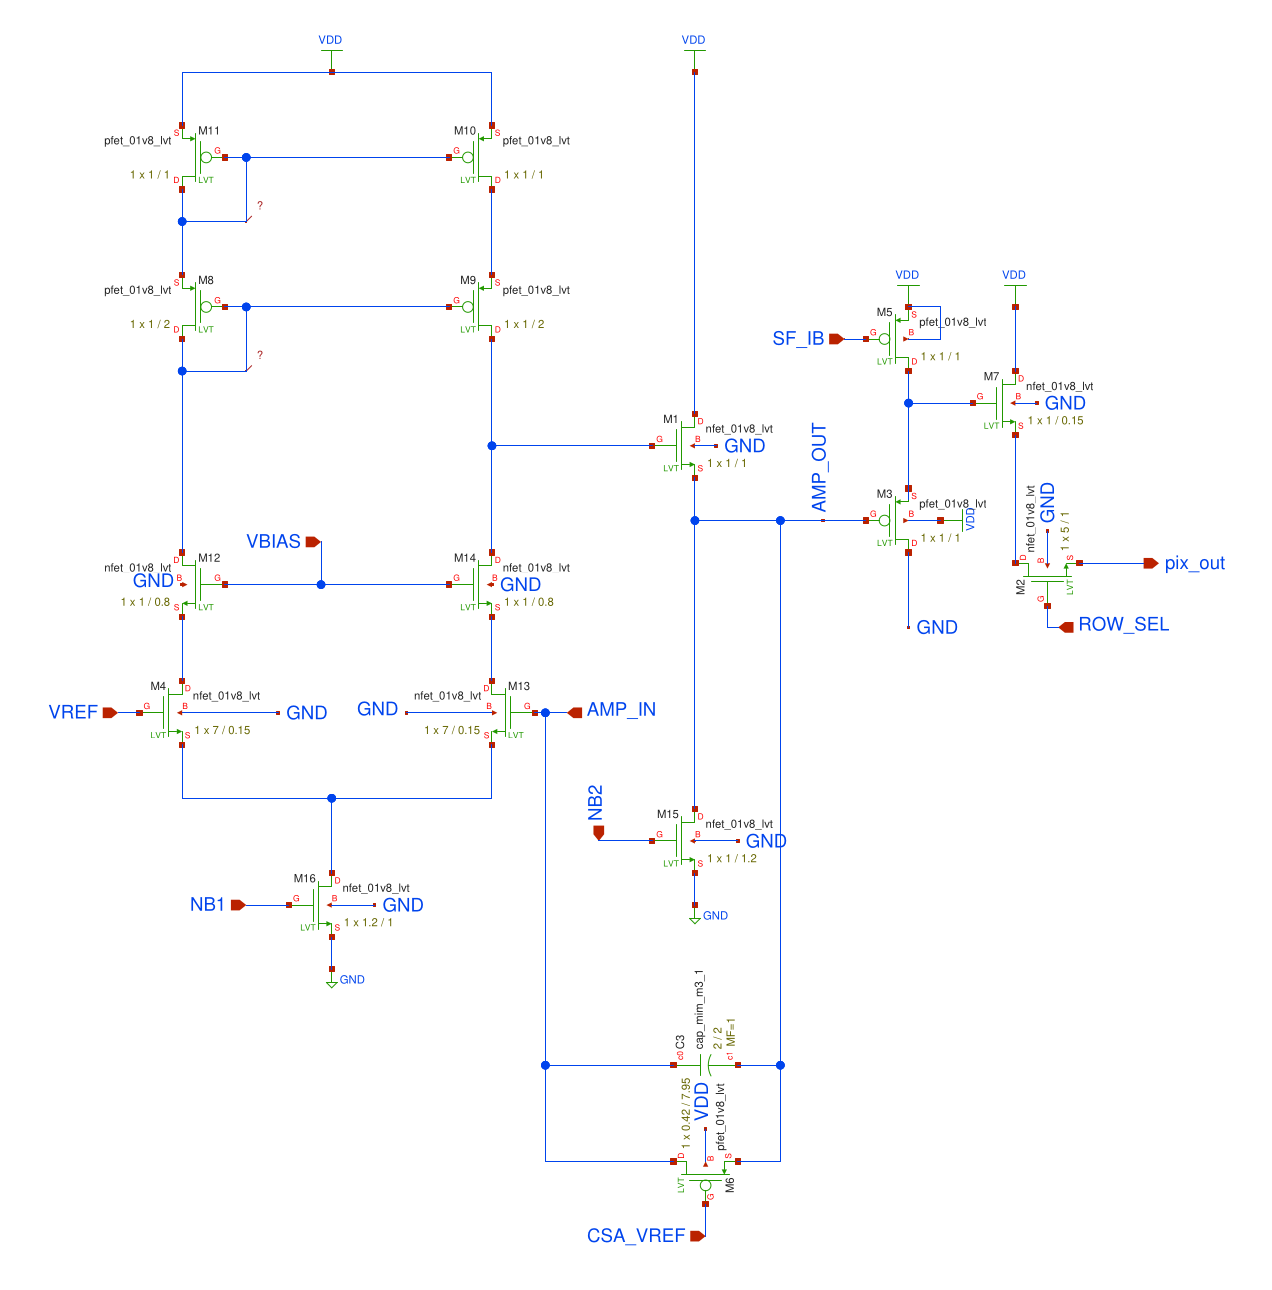 VDD
VDD
S
M11
pfet_01v8_lvt
G
1 x 1 / 1
D
LVT
?
M10
S
pfet_01v8_lvt
G
1 x 1 / 1
LVT
D
S
M8
pfet_01v8_lvt
G
1 x 1 / 2
D
LVT
?
M9
S
pfet_01v8_lvt
G
1 x 1 / 2
LVT
D
VDD
M5
S
pfet_01v8_lvt
SF_IB
G
B
1 x 1 / 1
LVT
D
VDD
M7
D
nfet_01v8_lvt
G
B
GND
1 x 1 / 0.15
LVT
S
M1
D
nfet_01v8_lvt
G
B
GND
1 x 1 / 1
LVT
S
AMP_OUT
M3
S
pfet_01v8_lvt
G
B
VDD
1 x 1 / 1
LVT
D
GND
nfet_01v8_lvt
GND
1 x 5 / 1
D
B
S
M2
LVT
G
pix_out
ROW_SEL
VBIAS
D
M12
nfet_01v8_lvt
GND
B
G
1 x 1 / 0.8
S
LVT
M14
D
nfet_01v8_lvt
G
B
GND
1 x 1 / 0.8
LVT
S
M4
D
nfet_01v8_lvt
VREF
G
B
GND
1 x 7 / 0.15
LVT
S
D
M13
nfet_01v8_lvt
GND
B
G
AMP_IN
1 x 7 / 0.15
S
LVT
NB2
M15
D
nfet_01v8_lvt
G
B
GND
1 x 1 / 1.2
LVT
S
GND
M16
D
nfet_01v8_lvt
NB1
G
B
GND
1 x 1.2 / 1
LVT
S
GND
cap_mim_m3_1
C3
2 / 2
MF=1
c0
c1
1 x 0.42 / 7.95
VDD
pfet_01v8_lvt
D
B
S
LVT
M6
G
CSA_VREF